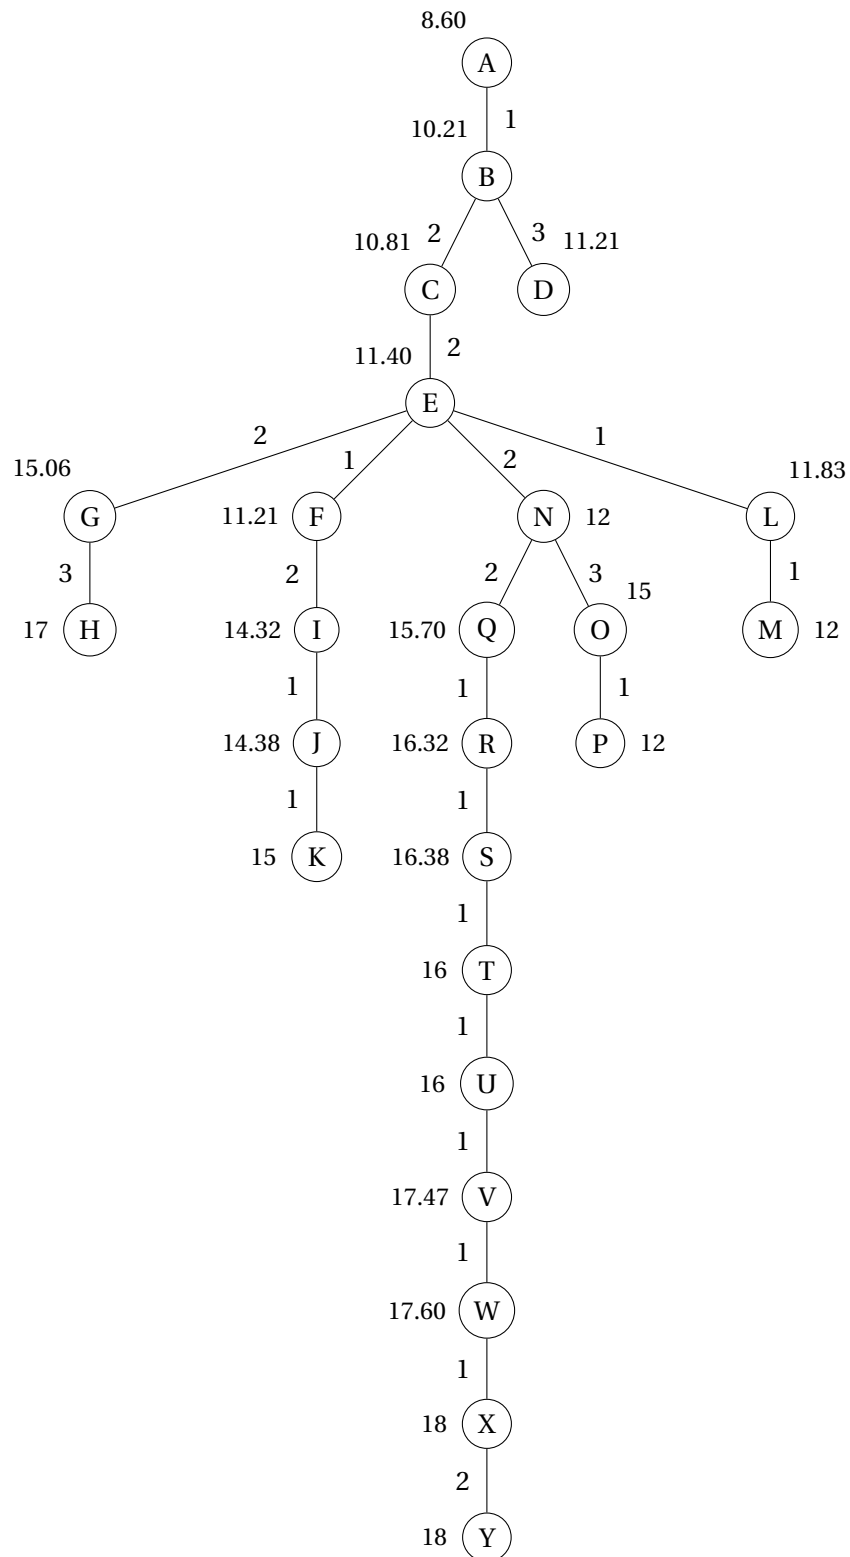 8.60
A
10.21 1
B
10.81 2 3 11.21
C D
11.40 2
E
2 1 2 1
15.06 11.83
G 11.21 F N 12 L
3 2 2 3 1
17 H 14.32 I 15.70 Q O 15 M 12
1 1 1
14.38 J 16.32 R P 12
1 1
15 K 16.38 S
1
16 T
1
16 U
1
17.47 V
1
17.60 W
1
18 X
2
18 Y